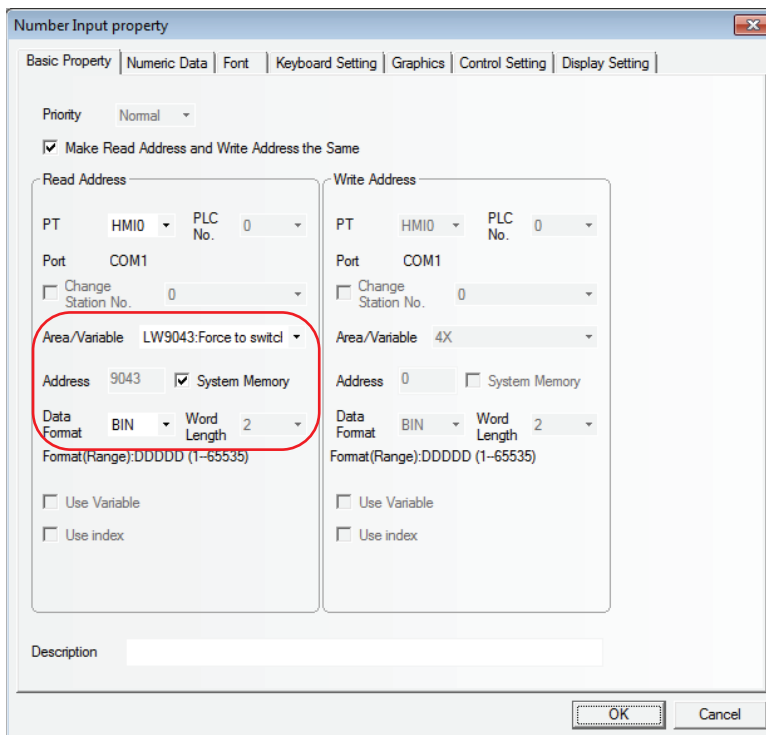 Number Input property
Basic Property Numeric Data Font Keyboard Setting Graphics Control Setting Display Setting
Priority Normal
Make Read Address and Write Address the Same
Read Address
PT HMI0 PLC No. 0
Port COM1
Change Station No. 0
Area/Variable LW9043:Force to switcl
Address 9043 System Memory
Data Format BIN Word Length 2
Format(Range):DDDDD (1--65535)
Use Variable
Use index
Write Address
PT HMI0 PLC No. 0
Port COM1
Change Station No. 0
Area/Variable 4X
Address 0 System Memory
Data Format BIN Word Length 2
Format(Range):DDDDD (1--65535)
Use Variable
Use index
Description
OK Cancel